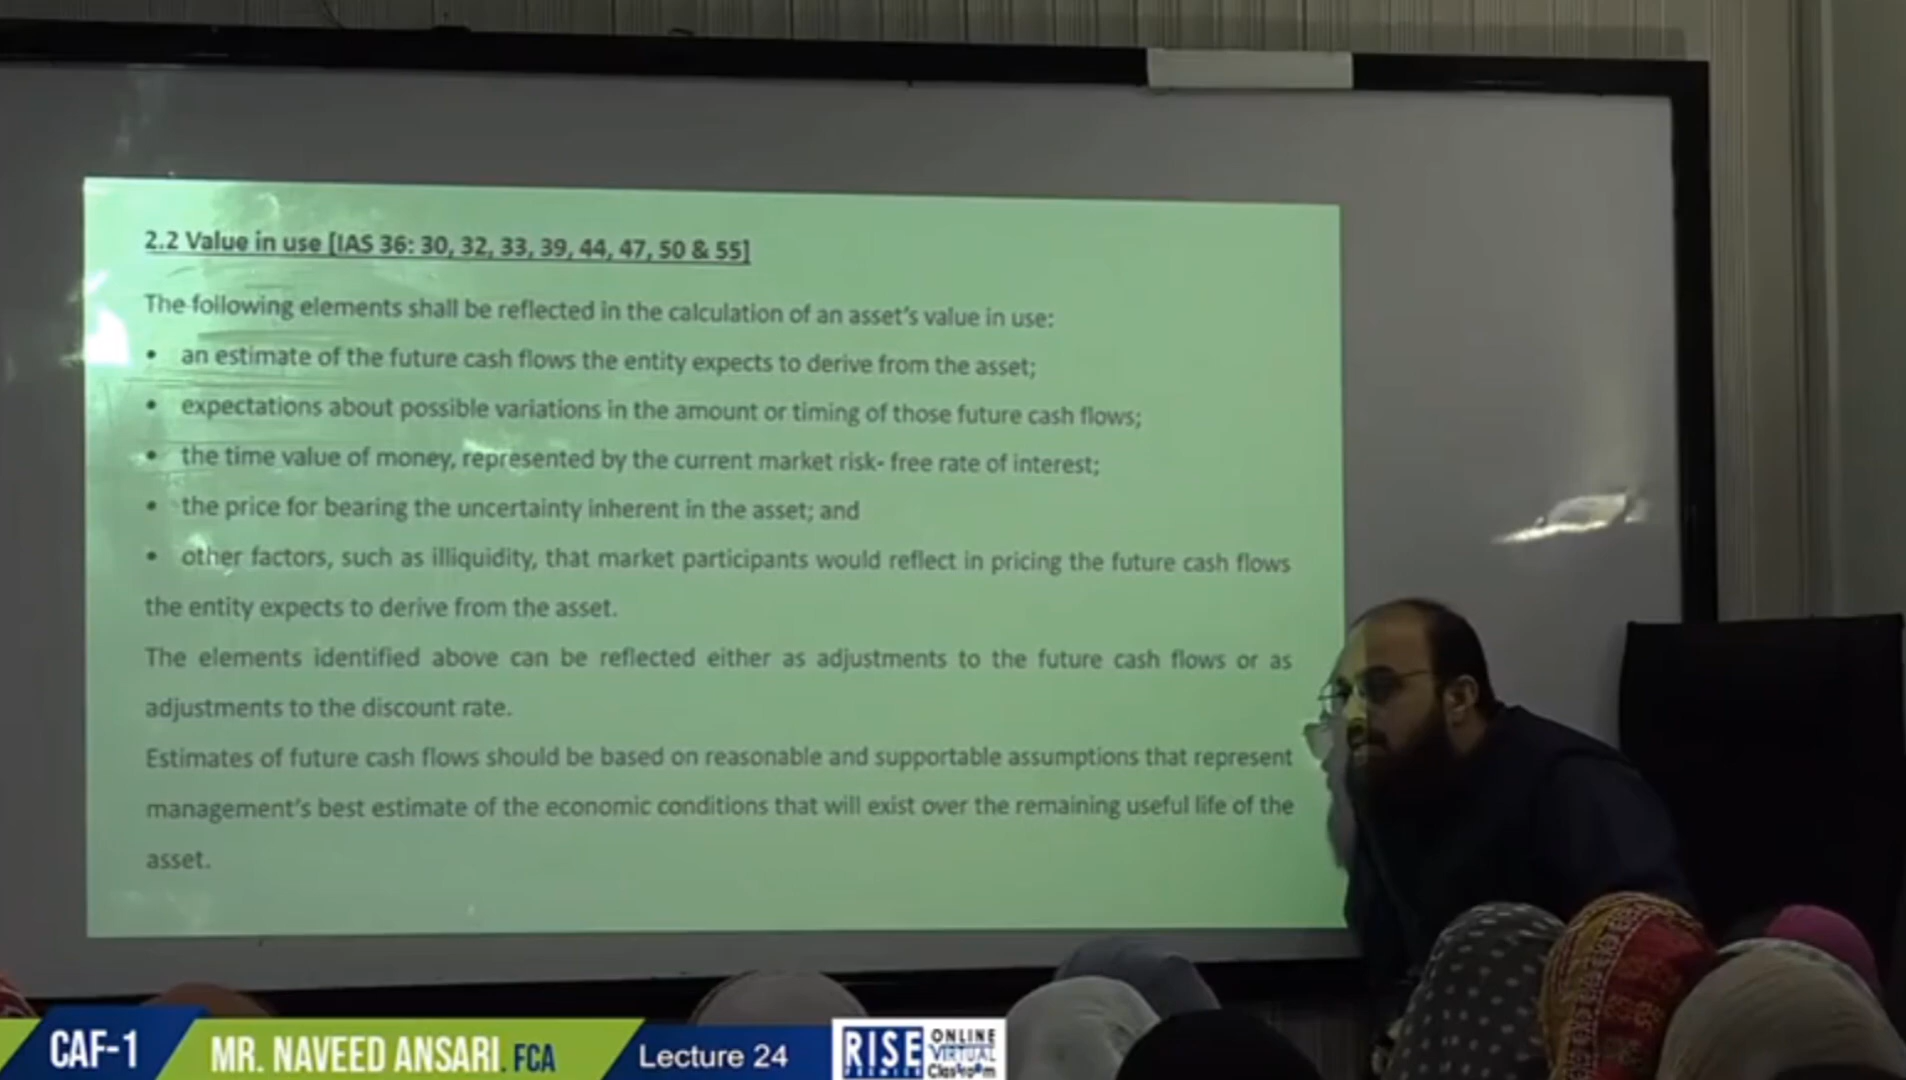 2.2 Value in use [IAS 36: 30, 32, 33, 39, 44, 47, 50 & 55]
The following elements shall be reflected in the calculation of an asset's value in use:
• an estimate of the future cash flows the entity expects to derive from the asset;
• expectations about possible variations in the amount or timing of those future cash flows;
• the time value of money, represented by the current market risk- free rate of interest;
• the price for bearing the uncertainty inherent in the asset; and
• other factors, such as illiquidity, that market participants would reflect in pricing the future cash flows
the entity expects to derive from the asset.
The elements identified above can be reflected either as adjustments to the future cash flows or as
adjustments to the discount rate.
Estimates of future cash flows should be based on reasonable and supportable assumptions that represent
management's best estimate of the economic conditions that will exist over the remaining useful life of the
asset.
CAF-1
MR. NAVEED ANSARI. FCA
Lecture 24
RISE
ONLINE
VIRTUAL
Classroom